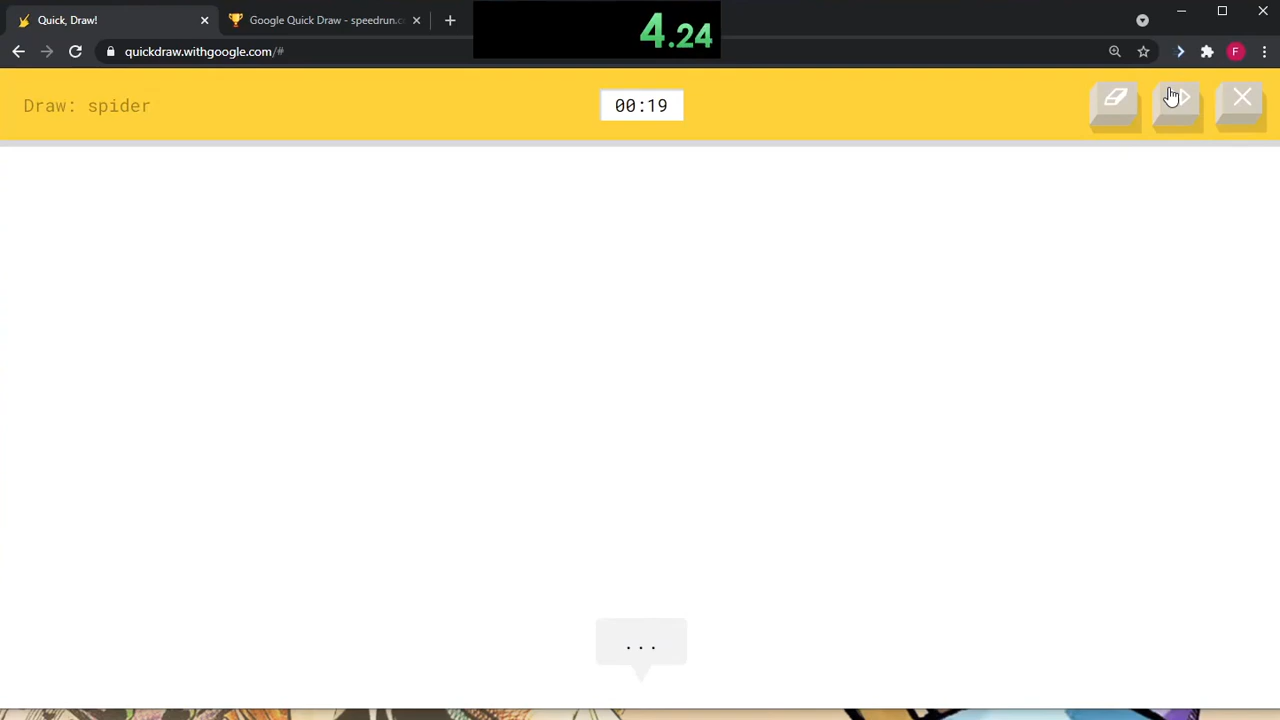 Quick, Draw!
Google Quick Draw - speedrun.c
4.24
quickdraw.withgoogle.com/#
F
Draw: spider
00:19
...